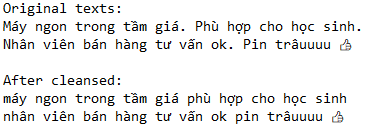 Original texts:
Máy ngon trong tầm giá. Phù hợp cho học sinh.
Nhân viên bán hàng tư vấn ok. Pin trâuuuu 👍
After cleansed:
máy ngon trong tầm giá phù hợp cho học sinh
nhân viên bán hàng tư vấn ok pin trâuuuu 👍